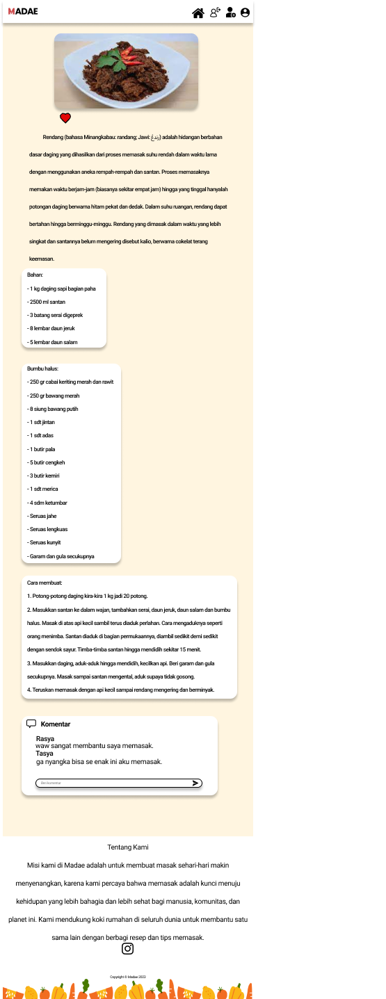 MADAE
Rendang (bahasa Minangkabau: randang; Jawi: رندڠ) adalah hidangan berbahan
dasar daging yang dihasilkan dari proses memasak suhu rendah dalam waktu lama
dengan menggunakan aneka rempah-rempah dan santan. Proses memasaknya
memakan waktu berjam-jam (biasanya sekitar empat jam) hingga yang tinggal hanyalah
potongan daging berwarna hitam pekat dan dedak. Dalam suhu ruangan, rendang dapat
bertahan hingga berminggu-minggu. Rendang yang dimasak dalam waktu yang lebih
singkat dan santannya belum mengering disebut kalio, berwarna cokelat terang
keemasan.
Bahan:
- 1 kg daging sapi bagian paha
- 2500 ml santan
- 3 batang serai digeprek
- 8 lembar daun jeruk
- 5 lembar daun salam
Bumbu halus:
- 250 gr cabai keriting merah dan rawit
- 250 gr bawang merah
- 8 siung bawang putih
- 1 sdt jintan
- 1 sdt adas
- 1 butir pala
- 5 butir cengkeh
- 3 butir kemiri
- 1 sdt merica
- 4 sdm ketumbar
- Seruas jahe
- Seruas lengkuas
- Seruas kunyit
- Garam dan gula secukupnya
Cara membuat:
1. Potong-potong daging kira-kira 1 kg jadi 20 potong.
2. Masukkan santan ke dalam wajan, tambahkan serai, daun jeruk, daun salam dan bumbu
halus. Masak di atas api kecil sambil terus diaduk perlahan. Cara mengaduknya seperti
orang menimba. Santan diaduk di bagian permukaannya, diambil sedikit demi sedikit
dengan sendok sayur. Timba-timba santan hingga mendidih sekitar 15 menit.
3. Masukkan daging, aduk-aduk hingga mendidih, kecilkan api. Beri garam dan gula
secukupnya. Masak sampai santan mengental, aduk supaya tidak gosong.
4. Teruskan memasak dengan api kecil sampai rendang mengering dan berminyak.
Komentar
Rasya
waw sangat membantu saya memasak.
Tasya
ga nyangka bisa se enak ini aku memasak.
Beri komentar
Tentang Kami
Misi kami di Madae adalah untuk membuat masak sehari-hari makin
menyenangkan, karena kami percaya bahwa memasak adalah kunci menuju
kehidupan yang lebih bahagia dan lebih sehat bagi manusia, komunitas, dan
planet ini. Kami mendukung koki rumahan di seluruh dunia untuk membantu satu
sama lain dengan berbagi resep dan tips memasak.
Copyright © Madae 2023